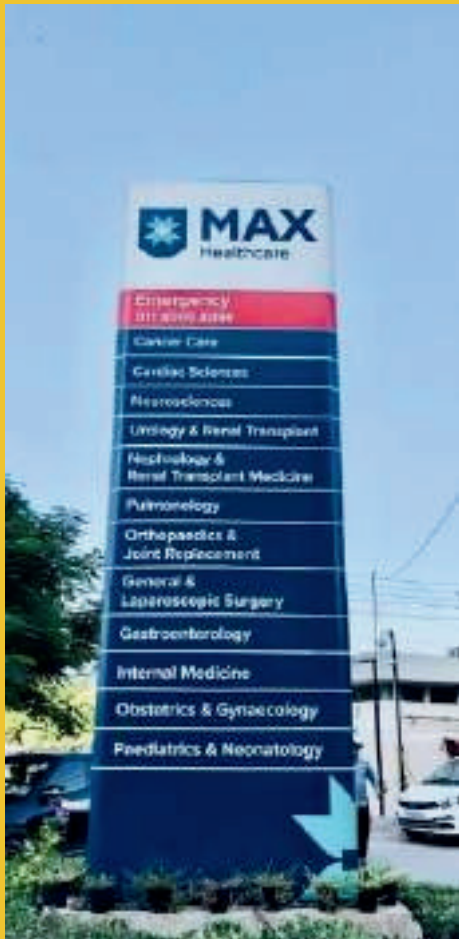 MAX
Healthcare
Emergency
011
Cancer Care
Cardiac Sciences
Neurosciences
Urology & Renal Transplant
Nephrology &
Renal Transplant Medicine
Pulmonology
Orthopaedics &
Joint Replacement
General &
Laparoscopic Surgery
Gastroenterology
Internal Medicine
Obstetrics & Gynaecology
Paediatrics & Neonatology